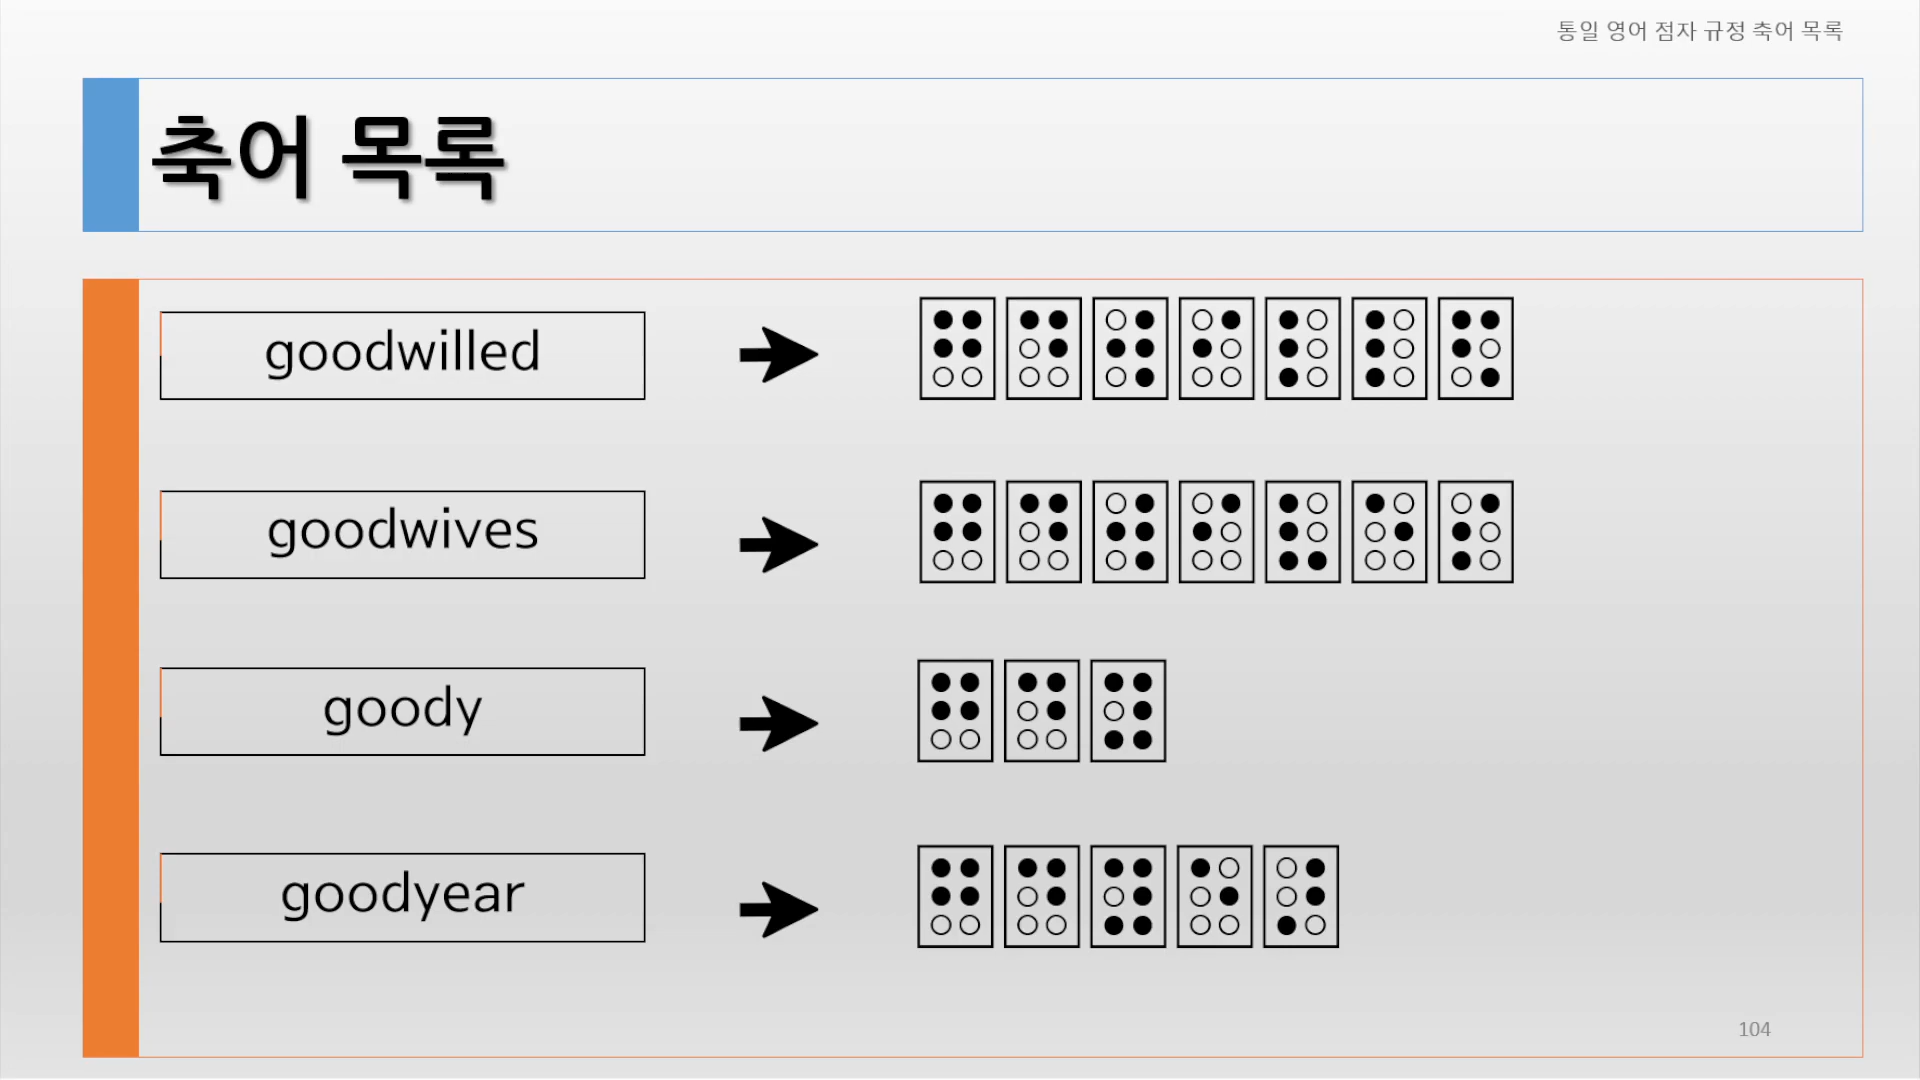 통일 영어 점자 규정 축어 목록
축어 목록
goodwilled ⠛⠙⠺⠊⠇⠇⠫
goodwives ⠛⠙⠺⠊⠧⠑⠎
goody ⠛⠙⠽
goodyear ⠛⠙⠽⠑⠜
104